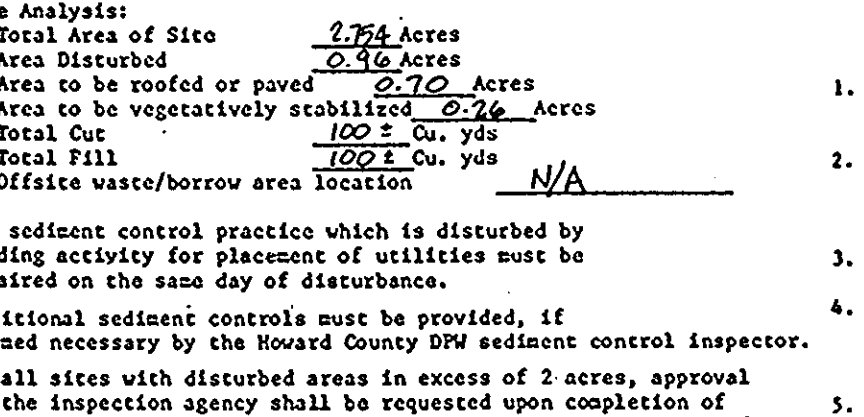 e Analysis:
Total Area of Site 2.754 Acres
Area Disturbed 0.96 Acres
Area to be roofed or paved 0.70 Acres
1.
Area to be vegetatively stabilized 0.26 Acres
Total Cut 100 ± Cu. yds
Total Fill 100 ± Cu. yds
2.
Offsite waste/borrow area location N/A
sediment control practice which is disturbed by
ding activity for placement of utilities must be
3.
aired on the same day of disturbance.
4.
itional sediment controls must be provided, if
med necessary by the Howard County DPW sediment control inspector.
all sites with disturbed areas in excess of 2 acres, approval
the inspection agency shall be requested upon completion of
5.